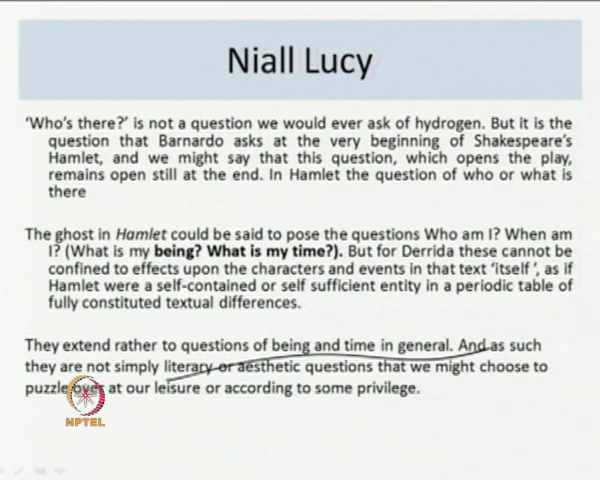 Niall Lucy
‘Who’s there?’ is not a question we would ever ask of hydrogen. But it is the
question that Barnardo asks at the very beginning of Shakespeare’s
Hamlet, and we might say that this question, which opens the play,
remains open still at the end. In Hamlet the question of who or what is
there
The ghost in Hamlet could be said to pose the questions Who am I? When am
I? (What is my being? What is my time?). But for Derrida these cannot be
confined to effects upon the characters and events in that text ‘itself’, as if
Hamlet were a self-contained or self sufficient entity in a periodic table of
fully constituted textual differences.
They extend rather to questions of being and time in general. And as such
they are not simply literary or aesthetic questions that we might choose to
puzzle over at our leisure or according to some privilege.
NPTEL